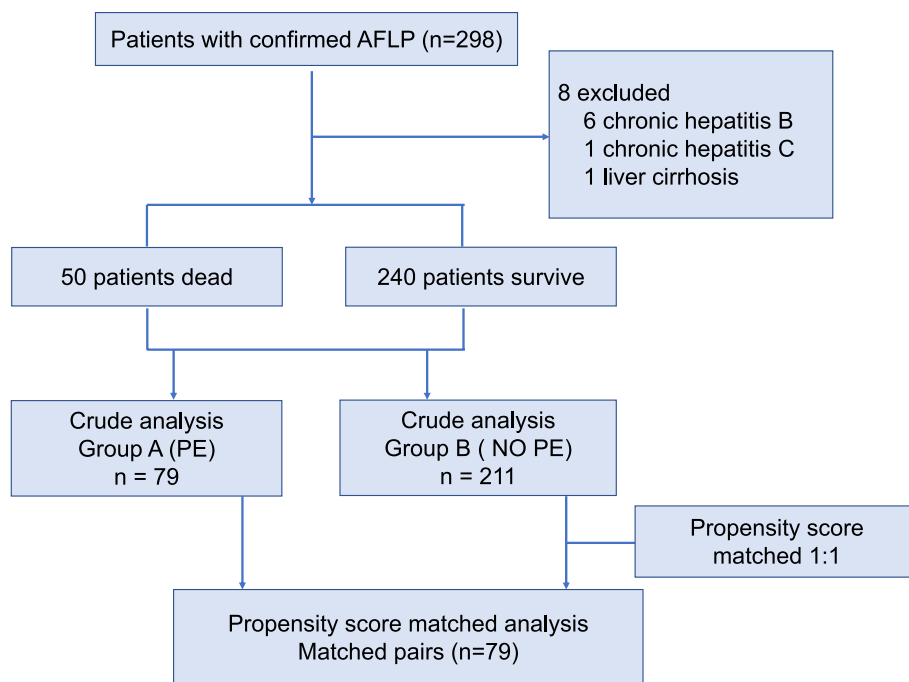 Patients with confirmed AFLP (n=298)
8 excluded
6 chronic hepatitis B
1 chronic hepatitis C
1 liver cirrhosis
50 patients dead
240 patients survive
Crude analysis
Group A (PE)
n = 79
Crude analysis
Group B ( NO PE)
n = 211
Propensity score
matched 1:1
Propensity score matched analysis
Matched pairs (n=79)